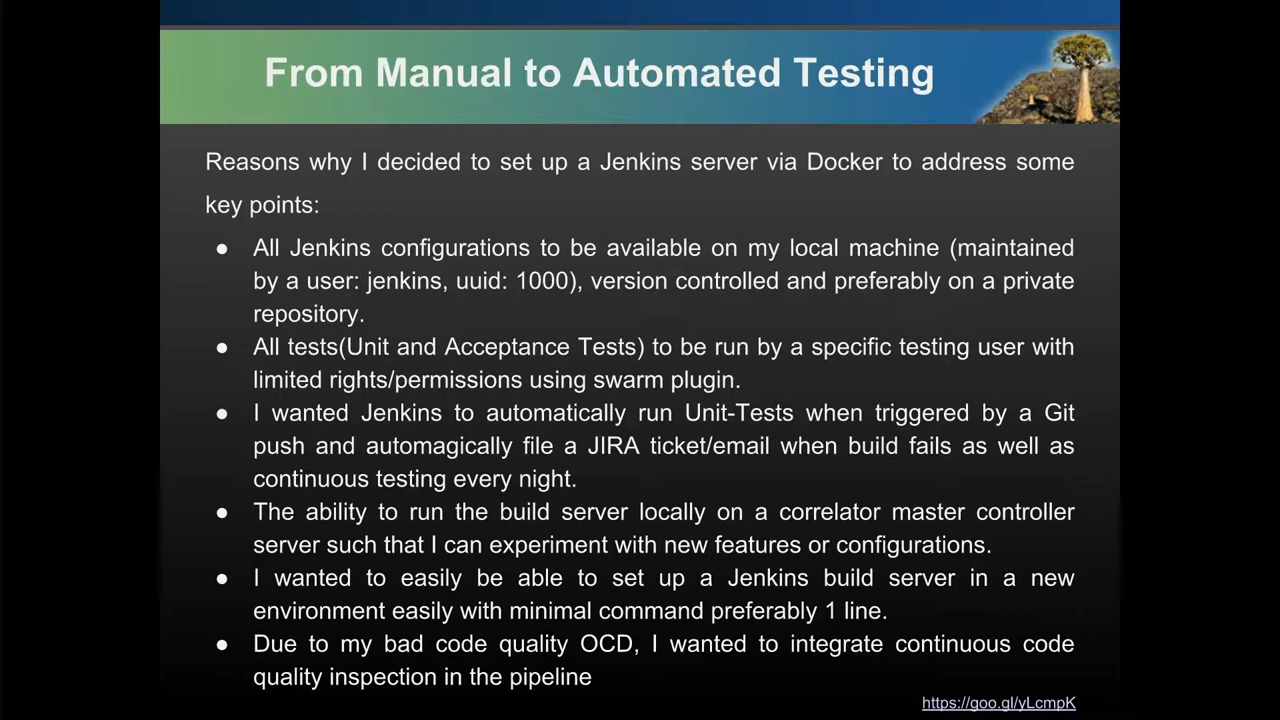 From Manual to Automated Testing
Reasons why I decided to set up a Jenkins server via Docker to address some
key points:
● All Jenkins configurations to be available on my local machine (maintained
by a user: jenkins, uuid: 1000), version controlled and preferably on a private
repository.
● All tests(Unit and Acceptance Tests) to be run by a specific testing user with
limited rights/permissions using swarm plugin.
● I wanted Jenkins to automatically run Unit-Tests when triggered by a Git
push and automagically file a JIRA ticket/email when build fails as well as
continuous testing every night.
● The ability to run the build server locally on a correlator master controller
server such that I can experiment with new features or configurations.
● I wanted to easily be able to set up a Jenkins build server in a new
environment easily with minimal command preferably 1 line.
● Due to my bad code quality OCD, I wanted to integrate continuous code
quality inspection in the pipeline
https://goo.gl/yLcmpK